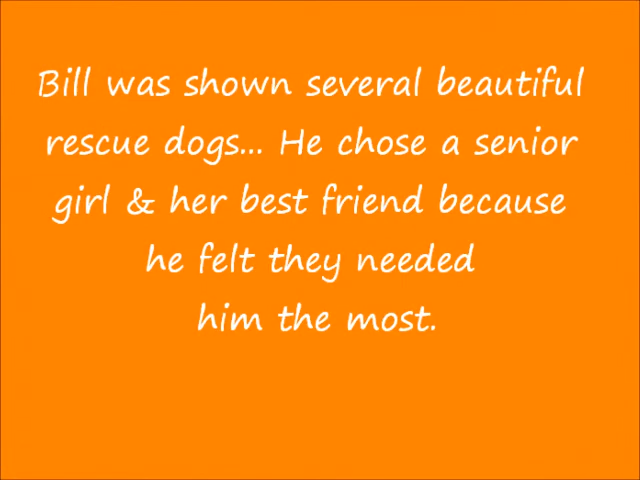 Bill was shown several beautiful
rescue dogs... He chose a senior
girl & her best friend because
he felt they needed
him the most.